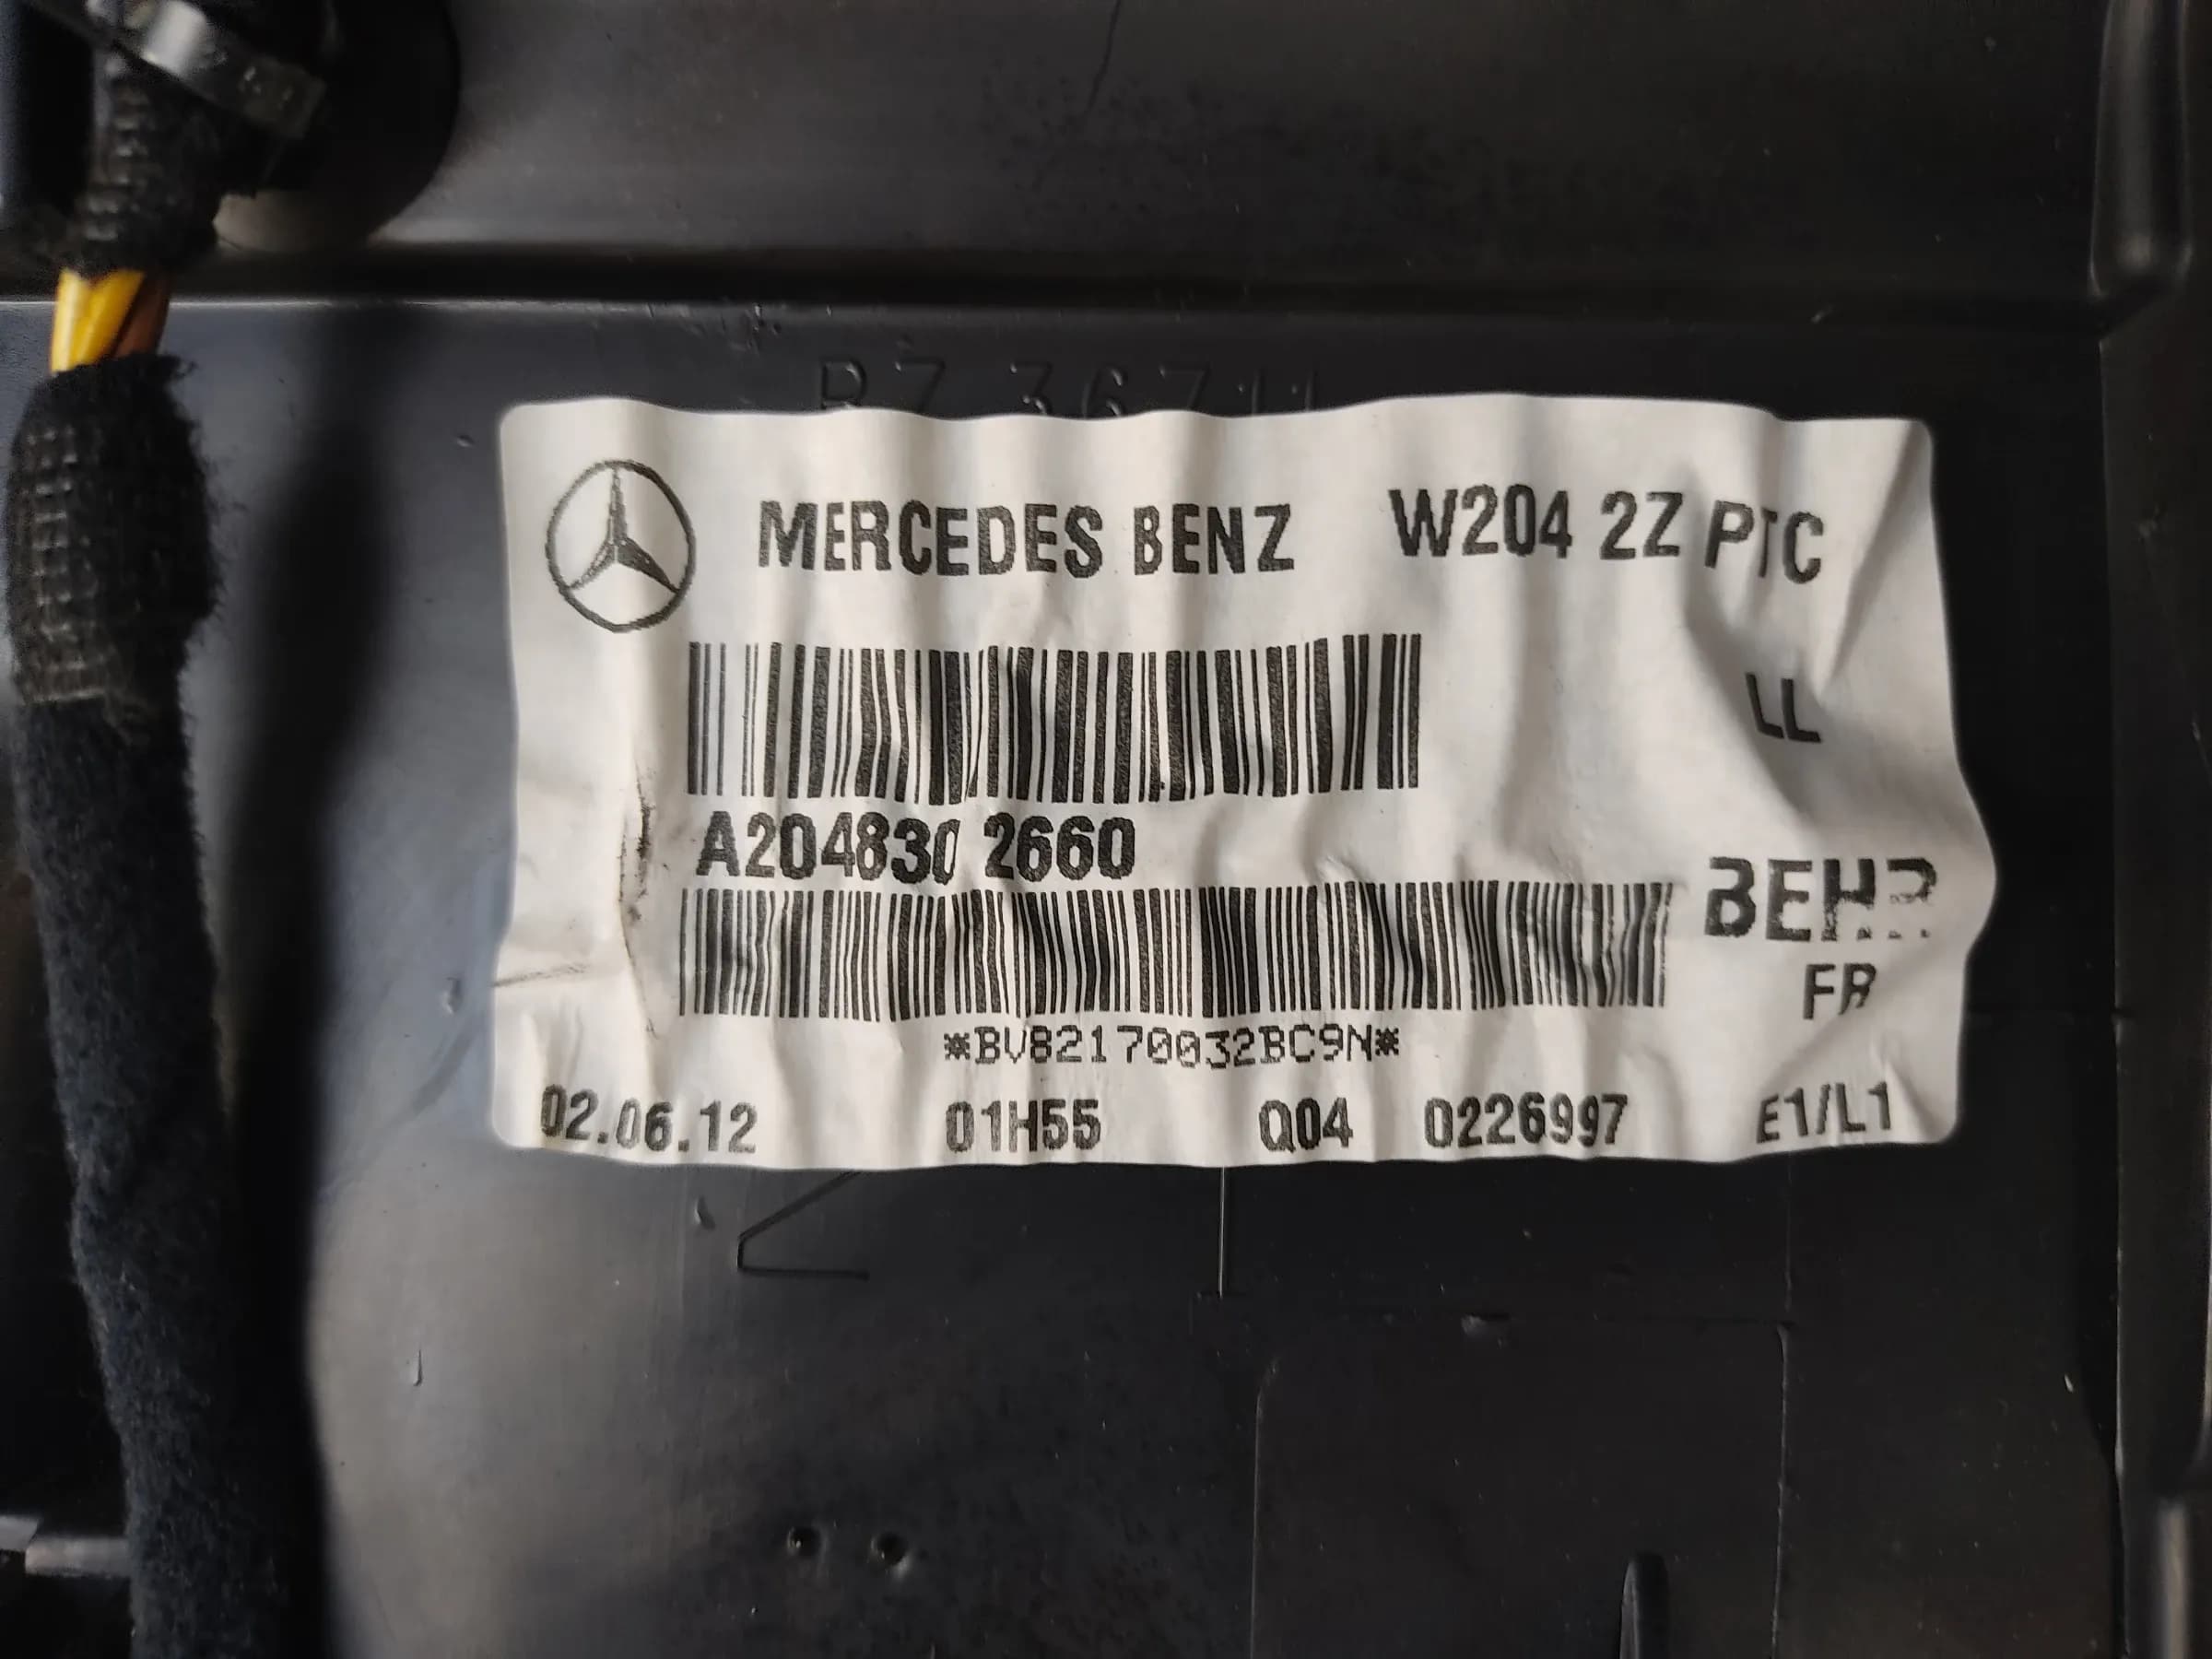 MERCEDES BENZ W204 2Z PTC
LL
A204830 2660
BEHR
FR
*BV82170032BC9N*
02.06.12 01H55 Q04 0226997 E1/L1